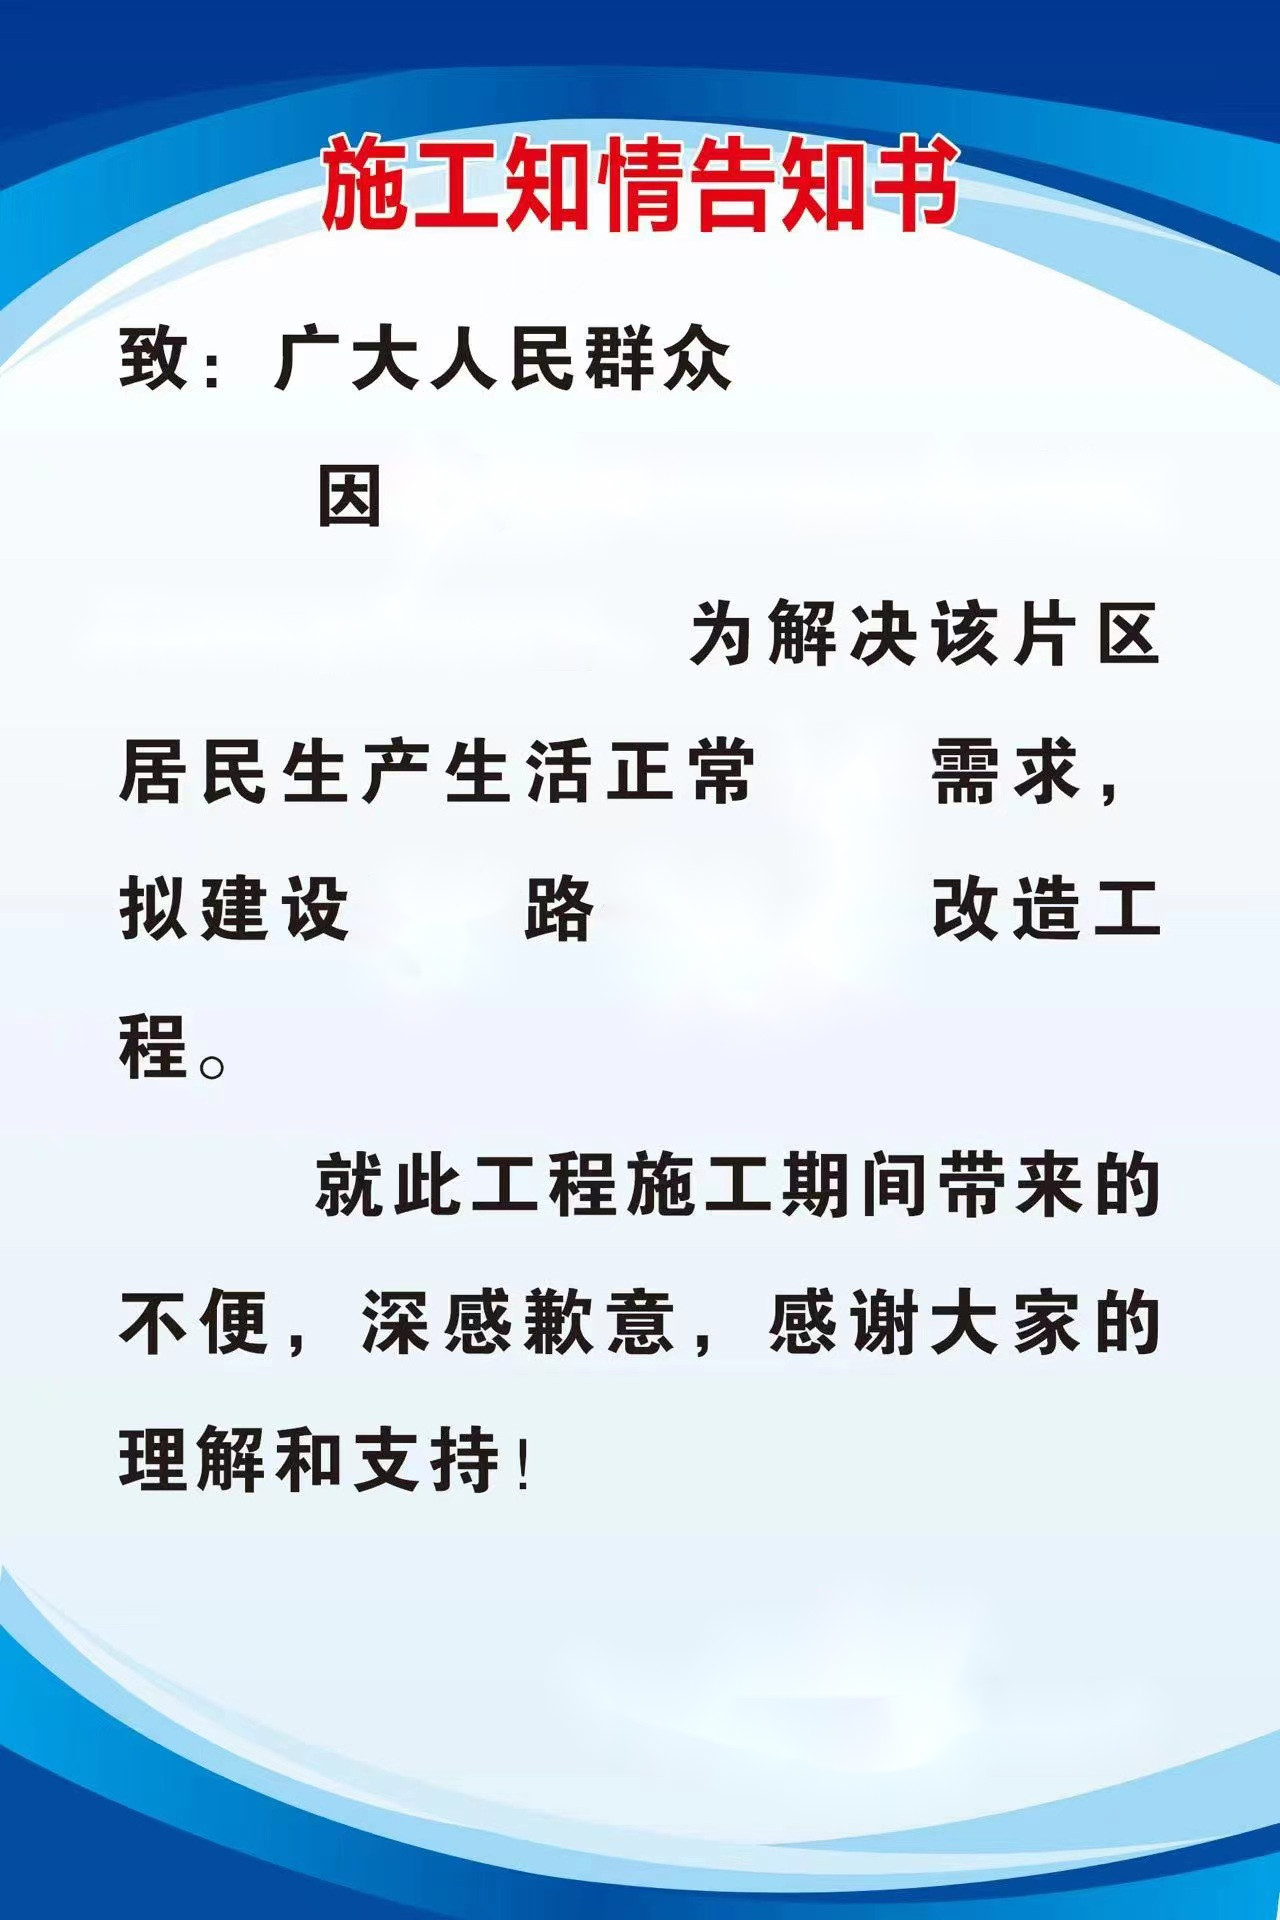 施工知情告知书
致：广大人民群众
因
为解决该片区
居民生产生活正常 需求，
拟建设 路 改造工
程。
就此工程施工期间带来的
不便，深感歉意，感谢大家的
理解和支持！